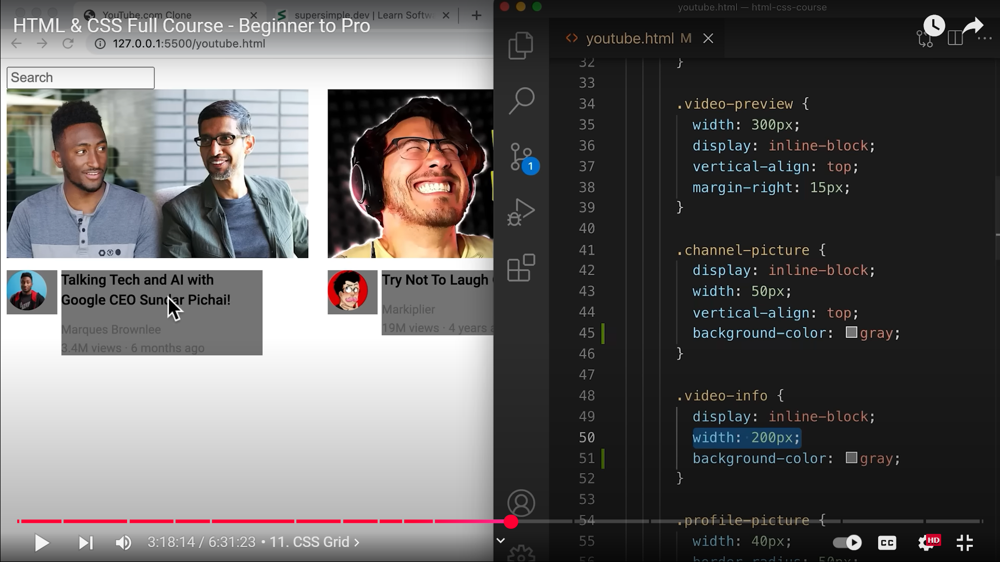 YouTube.com Clone
supersimple.dev | Learn Softwa
HTML & CSS Full Course - Beginner to Pro
127.0.0.1:5500/youtube.html
Search
Talking Tech and AI with
Google CEO Sundar Pichai!
Marques Brownlee
3.4M views · 6 months ago
Try Not To Laugh
Markiplier
19M views · 4 years a
youtube.html — html-css-course
youtube.html M
1
32 }
33
34 .video-preview {
35 width: 300px;
36 display: inline-block;
37 vertical-align: top;
38 margin-right: 15px;
39 }
40
41 .channel-picture {
42 display: inline-block;
43 width: 50px;
44 vertical-align: top;
45 background-color: gray;
46 }
47
48 .video-info {
49 display: inline-block;
50 width: 200px;
51 background-color: gray;
52 }
53
54 .profile-picture {
55 width: 40px;
56 border-radius: 50px;
3:18:14 / 6:31:23 • 11. CSS Grid
CC
HD